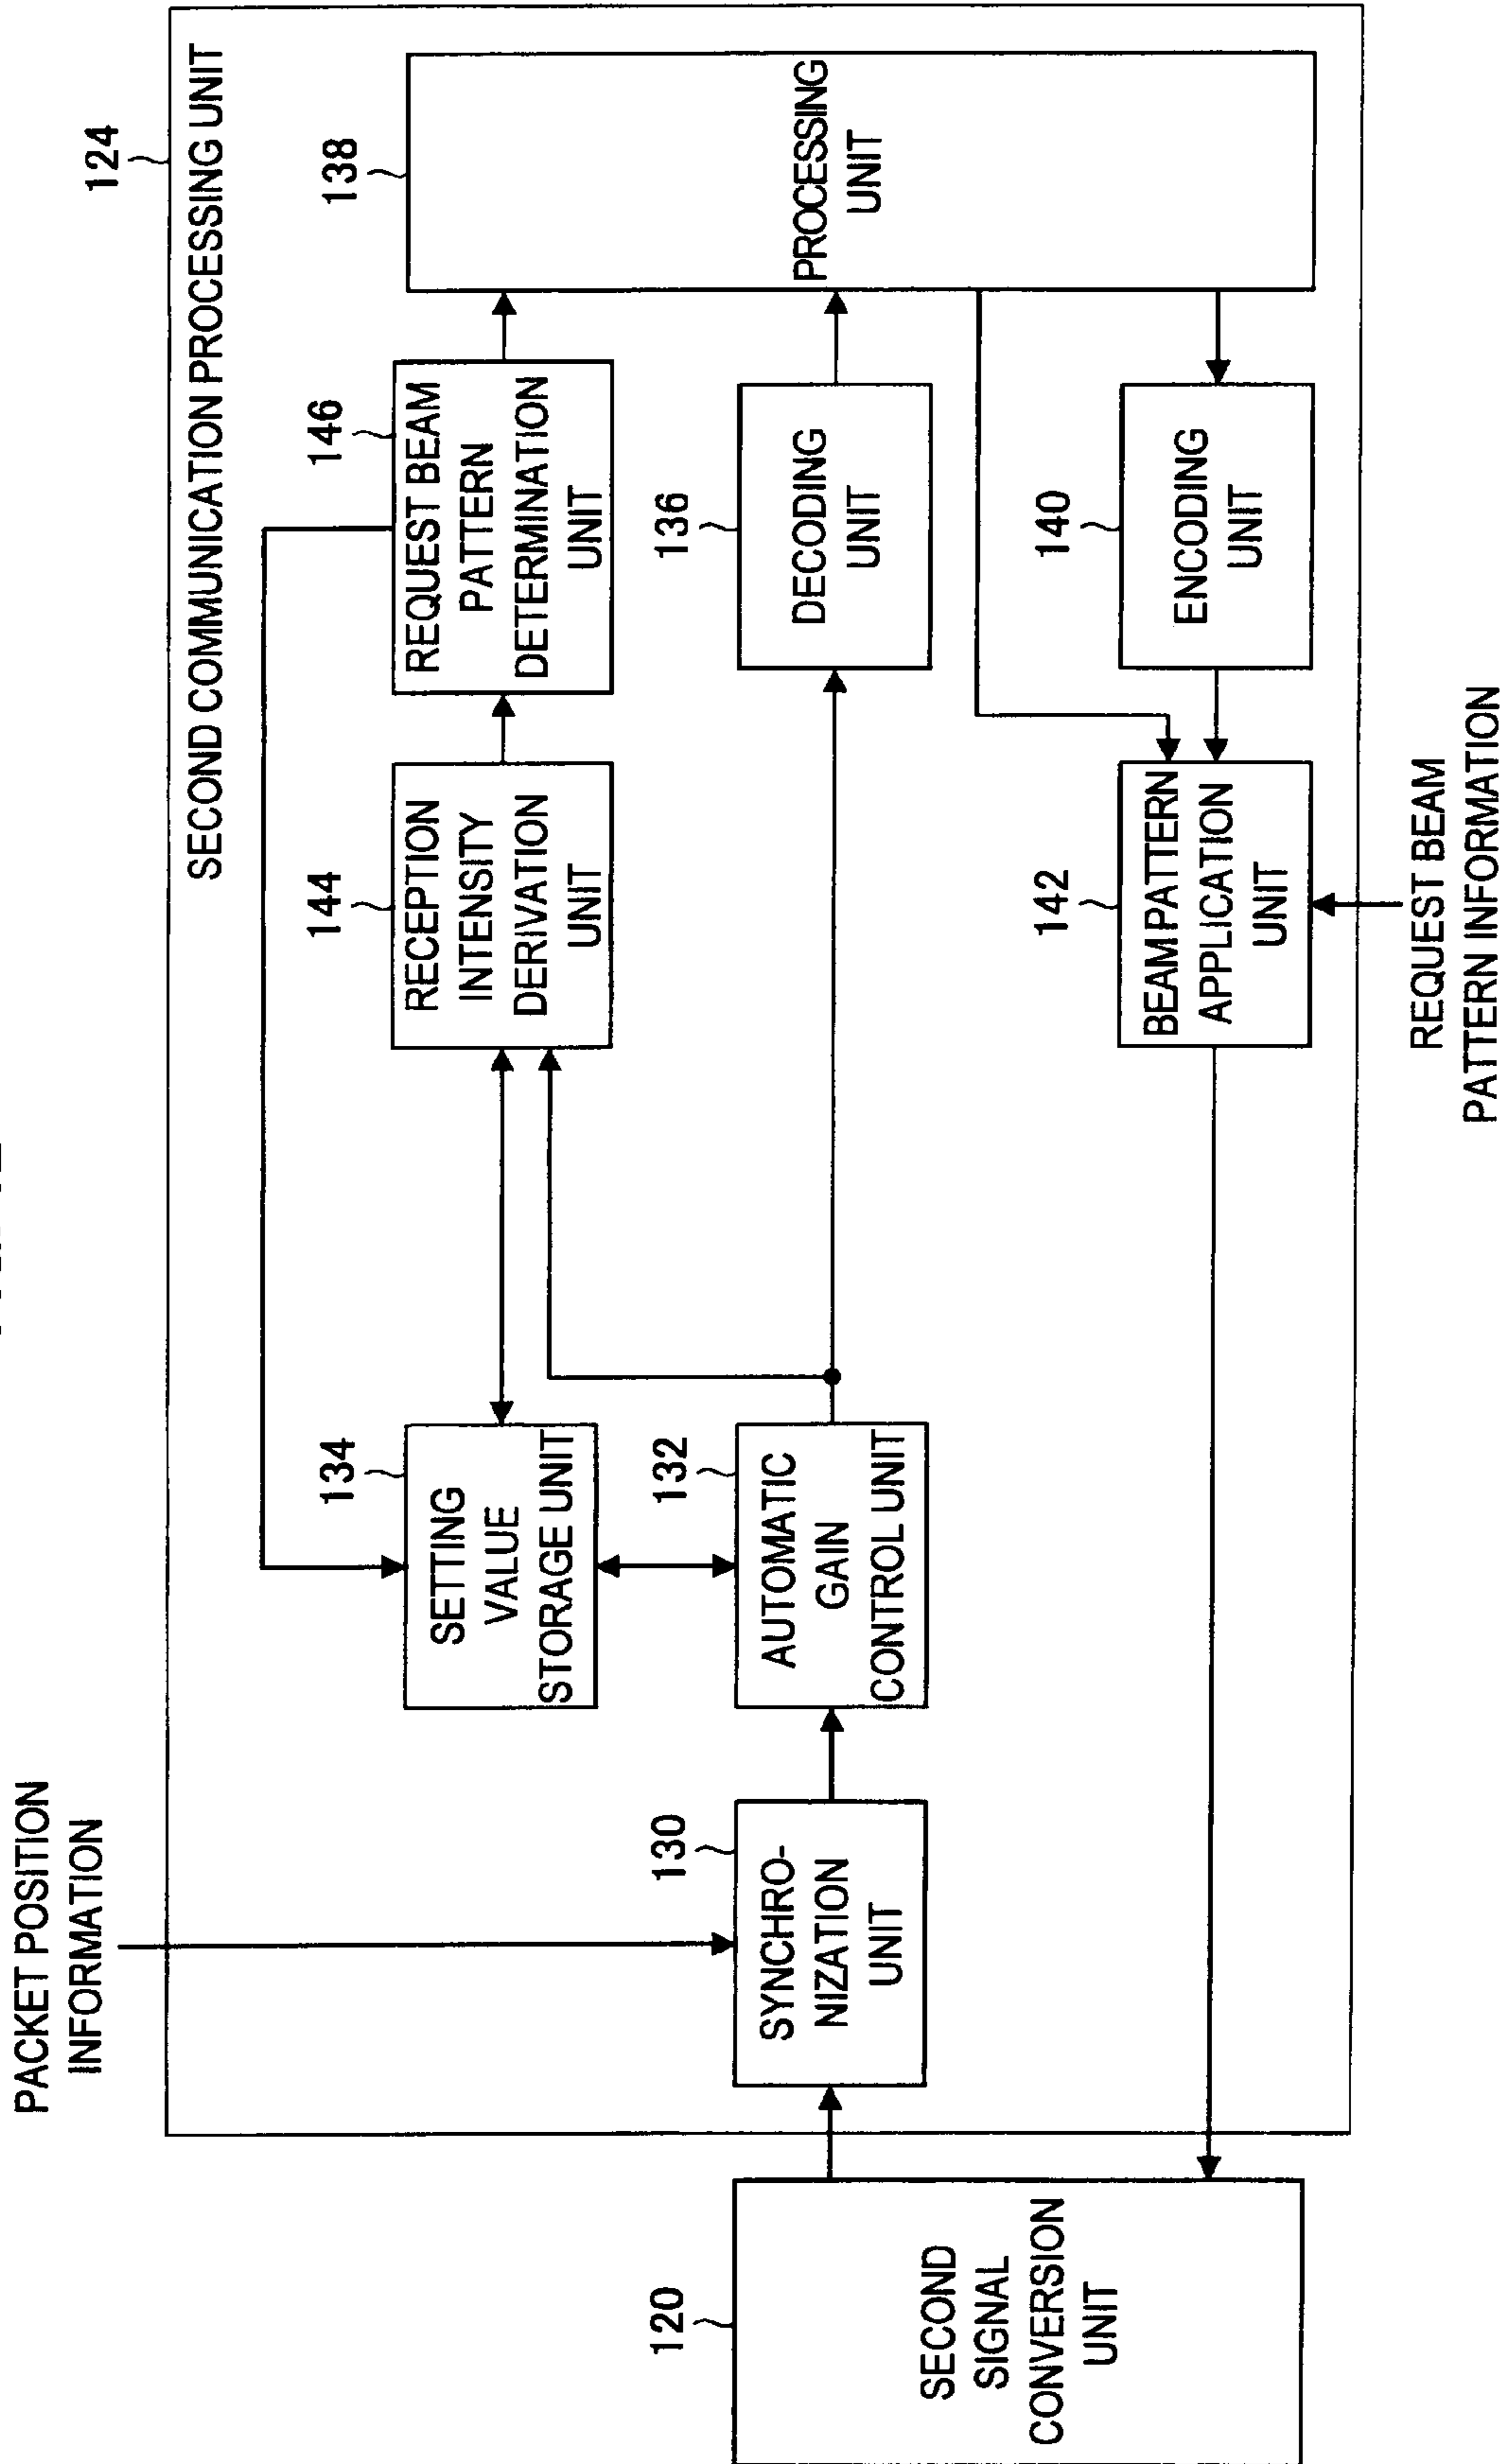 124
SECOND COMMUNICATION PROCESSING UNIT
PACKET POSITION
INFORMATION
134
SETTING
VALUE
STORAGE UNIT
144
RECEPTION
INTENSITY
DERIVATION
UNIT
146
REQUEST BEAM
PATTERN
DETERMINATION
UNIT
138
PROCESSING
UNIT
120
SECOND
SIGNAL
CONVERSION
UNIT
130
SYNCHRO-
NIZATION
UNIT
132
AUTOMATIC
GAIN
CONTROL UNIT
136
DECODING
UNIT
142
BEAM PATTERN
APPLICATION
UNIT
140
ENCODING
UNIT
REQUEST BEAM
PATTERN INFORMATION